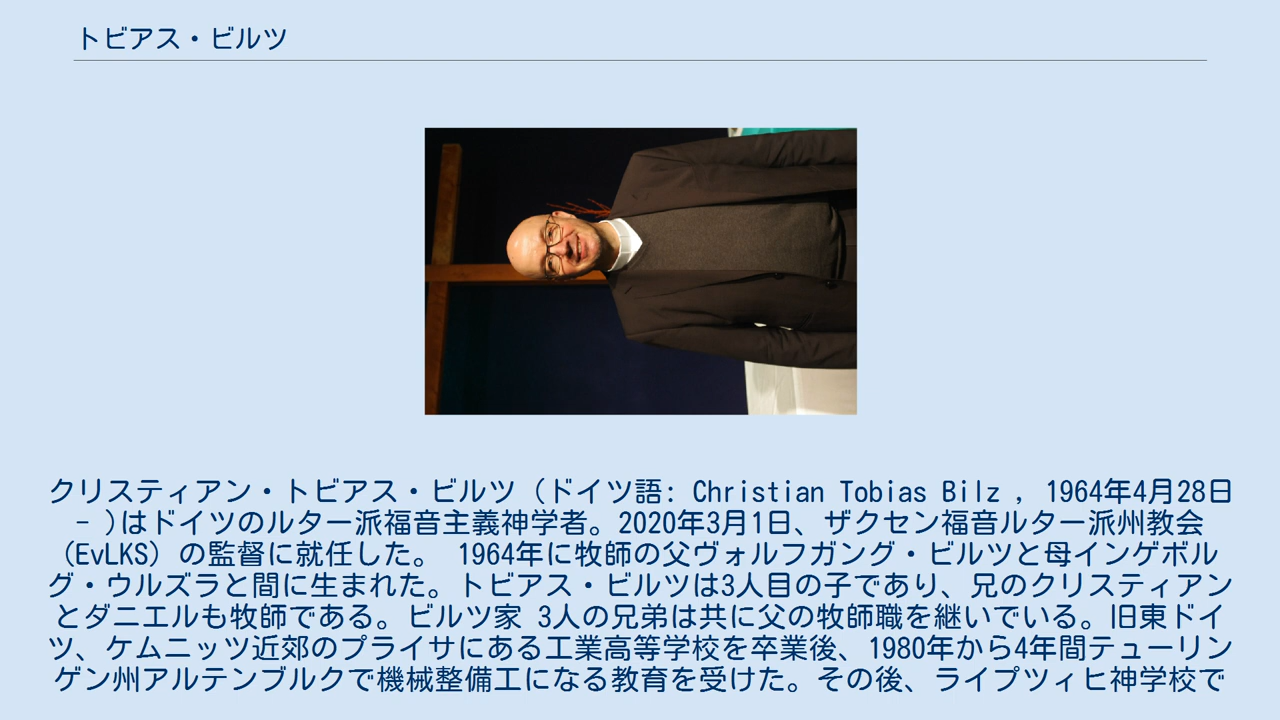 トビアス・ビルツ
クリスティアン・トビアス・ビルツ（ドイツ語: Christian Tobias Bilz , 1964年4月28日
- )はドイツのルター派福音主義神学者。2020年3月1日、ザクセン福音ルター派州教会
（EvLKS）の監督に就任した。 1964年に牧師の父ヴォルフガング・ビルツと母インゲボル
グ・ウルズラと間に生まれた。トビアス・ビルツは3人目の子であり、兄のクリスティアン
とダニエルも牧師である。ビルツ家 3人の兄弟は共に父の牧師職を継いでいる。旧東ドイ
ツ、ケムニッツ近郊のプライサにある工業高等学校を卒業後、1980年から4年間テューリン
ゲン州アルテンブルクで機械整備工になる教育を受けた。その後、ライプツィヒ神学校で